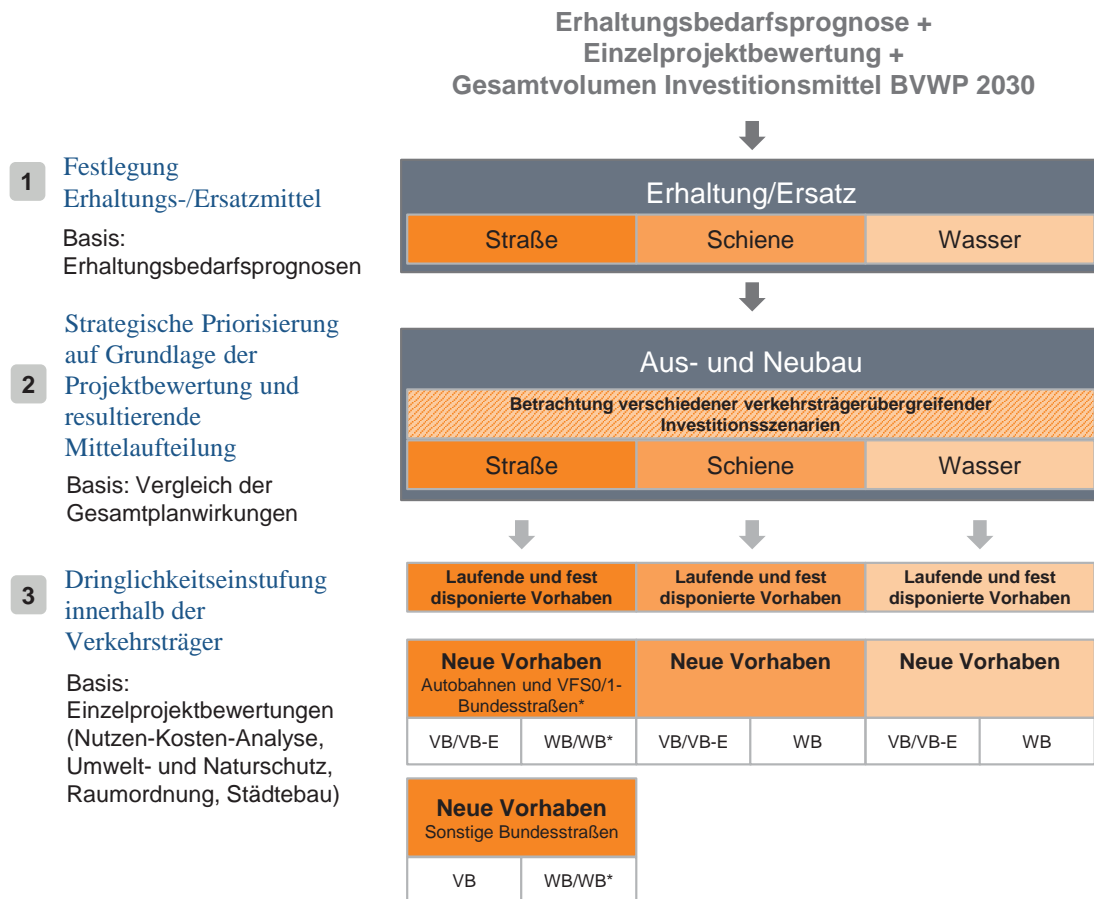 Erhaltungsbedarfsprognose +
Einzelprojektbewertung +
Gesamtvolumen Investitionsmittel BVWP 2030
1
Festlegung
Erhaltungs-/Ersatzmittel
Basis:
Erhaltungsbedarfsprognosen
Erhaltung/Ersatz
Straße
Schiene
Wasser
2
Strategische Priorisierung
auf Grundlage der
Projektbewertung und
resultierende
Mittelaufteilung
Basis: Vergleich der
Gesamtplanwirkungen
Aus- und Neubau
Betrachtung verschiedener verkehrsträgerübergreifender
Investitionsszenarien
Straße
Schiene
Wasser
3
Dringlichkeitseinstufung
innerhalb der
Verkehrsträger
Basis:
Einzelprojektbewertungen
(Nutzen-Kosten-Analyse,
Umwelt- und Naturschutz,
Raumordnung, Städtebau)
Laufende und fest
disponierte Vorhaben
Laufende und fest
disponierte Vorhaben
Laufende und fest
disponierte Vorhaben
Neue Vorhaben
Autobahnen und VFS0/1-
Bundesstraßen*
Neue Vorhaben
Neue Vorhaben
VB/VB-E
WB/WB*
VB/VB-E
WB
VB/VB-E
WB
Neue Vorhaben
Sonstige Bundesstraßen
VB
WB/WB*